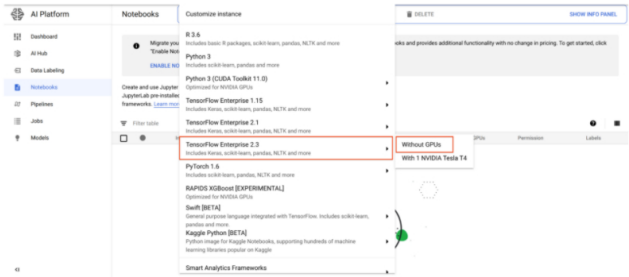 AI Platform
Notebooks
Customize instance
DELETE
SHOW INFO PANEL
Dashboard
AI Hub
Data Labeling
Notebooks
Pipelines
Jobs
Models
Migrate you
"Enable Not
ENABLE NO
ooks and provides additional functionality with no change in pricing. To get started, click
Create and use Jupyter
JupyterLab pre-installed
frameworks. Learn more
Filter table
R 3.6
Includes basic R packages, scikit-learn, pandas, NLTK and more
Python 3
Includes scikit-learn, pandas and more
Python 3 (CUDA Toolkit 11.0)
Optimized for NVIDIA GPUs
TensorFlow Enterprise 1.15
Includes Keras, scikit-learn, pandas, NLTK and more
TensorFlow Enterprise 2.1
Includes Keras, scikit-learn, pandas, NLTK and more
TensorFlow Enterprise 2.3
Includes Keras, scikit-learn, pandas, NLTK and more
PyTorch 1.6
Includes scikit-learn, pandas, NLTK and more
RAPIDS XGBoost [EXPERIMENTAL]
Optimized for NVIDIA GPUs
Swift [BETA]
General purpose language integrated with TensorFlow. Includes scikit-learn,
pandas and more
Kaggle Python [BETA]
Python image for Kaggle Notebooks, supporting hundreds of machine
learning libraries popular on Kaggle
Smart Analytics Frameworks
Without GPUs
With 1 NVIDIA Tesla T4
GPUs
Permission
Labels